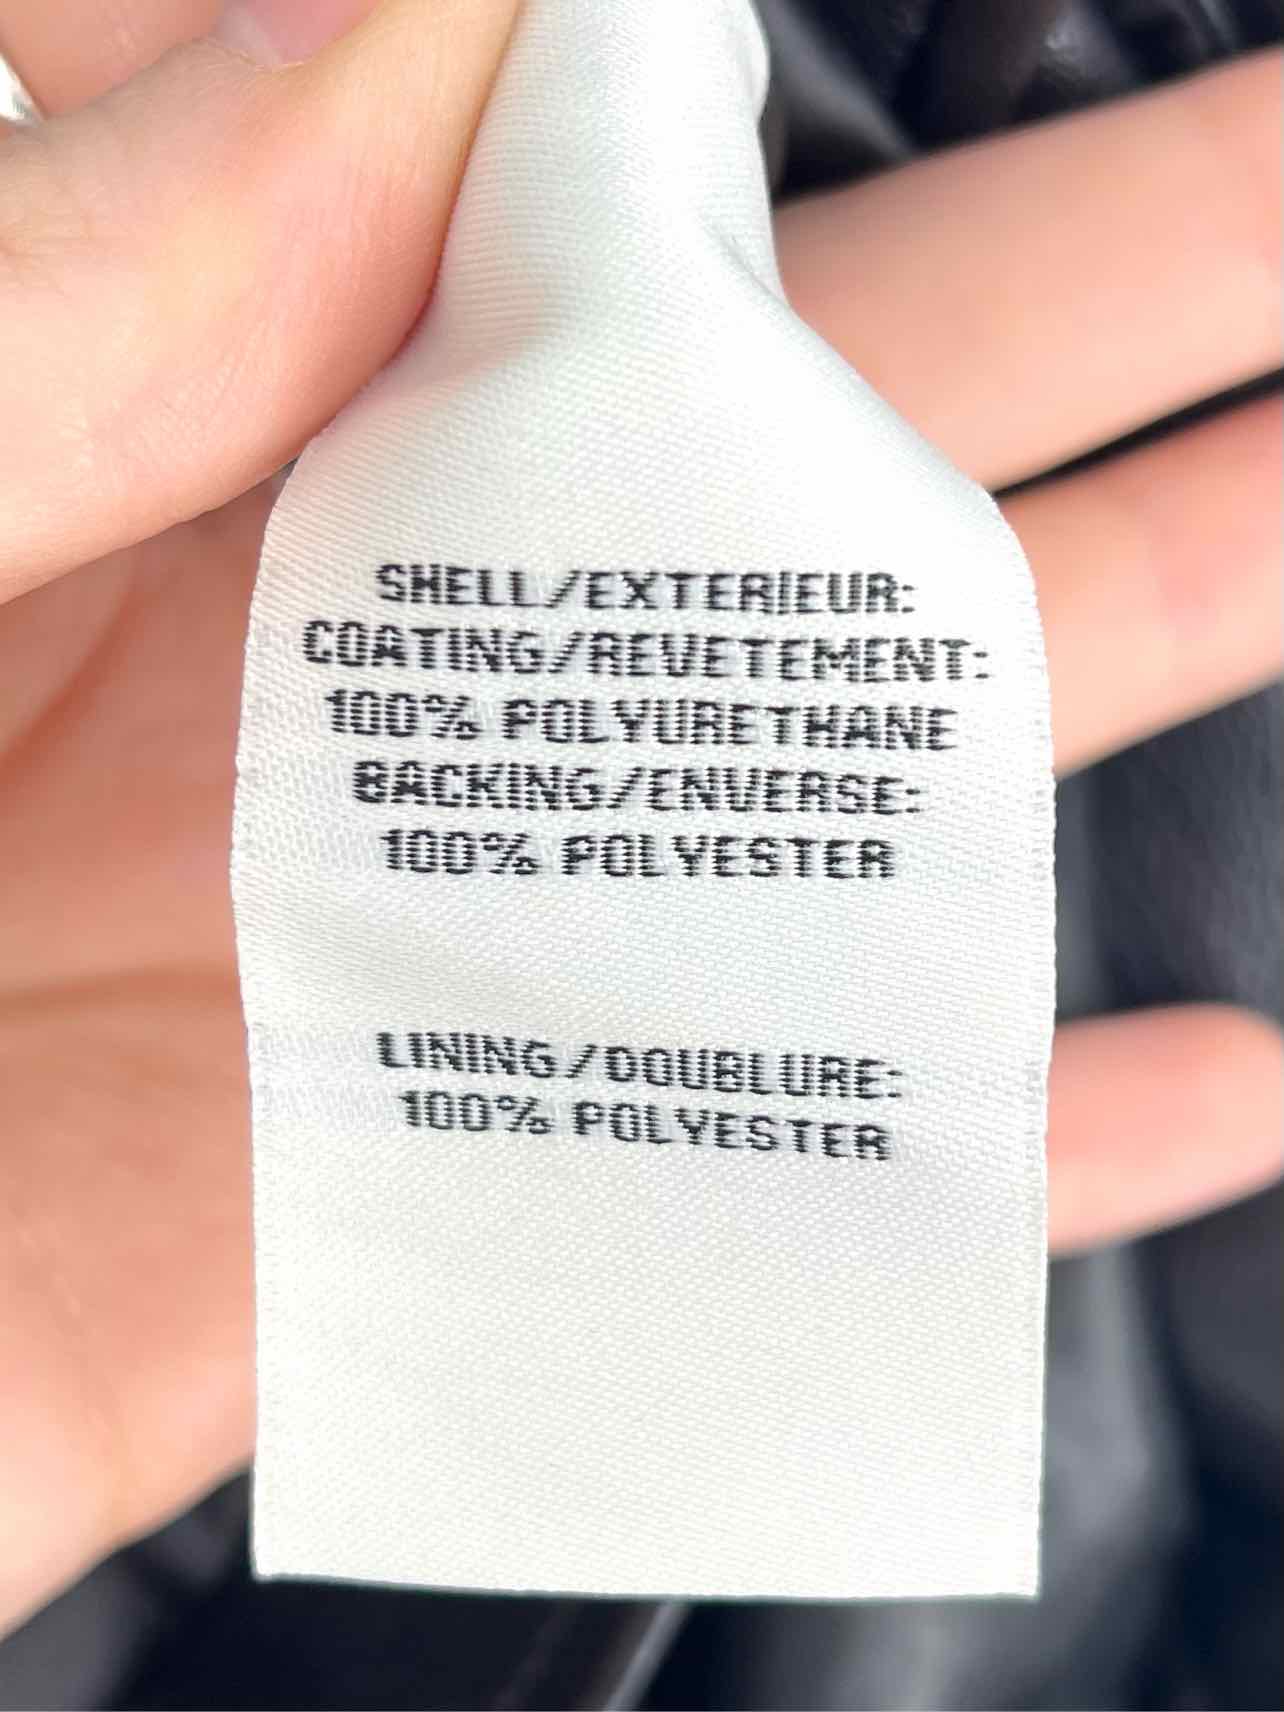 SHELL/EXTERIEUR:
COATING/REVETEMENT:
100% POLYURETHANE
BACKING/ENVERSE:
100% POLYESTER
LINING/DOUBLURE:
100% POLYESTER